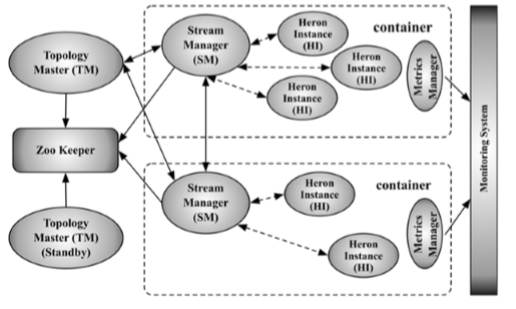 Topology
Master (TM)
Zoo Keeper
Topology
Master (TM)
(Standby)
Stream
Manager
(SM)
Heron
Instance
(HI)
Heron
Instance
(HI)
Heron
Instance
(HI)
container
Metrics
Manager
Stream
Manager
(SM)
Heron
Instance
(HI)
Heron
Instance
(HI)
container
Metrics
Manager
Monitoring System